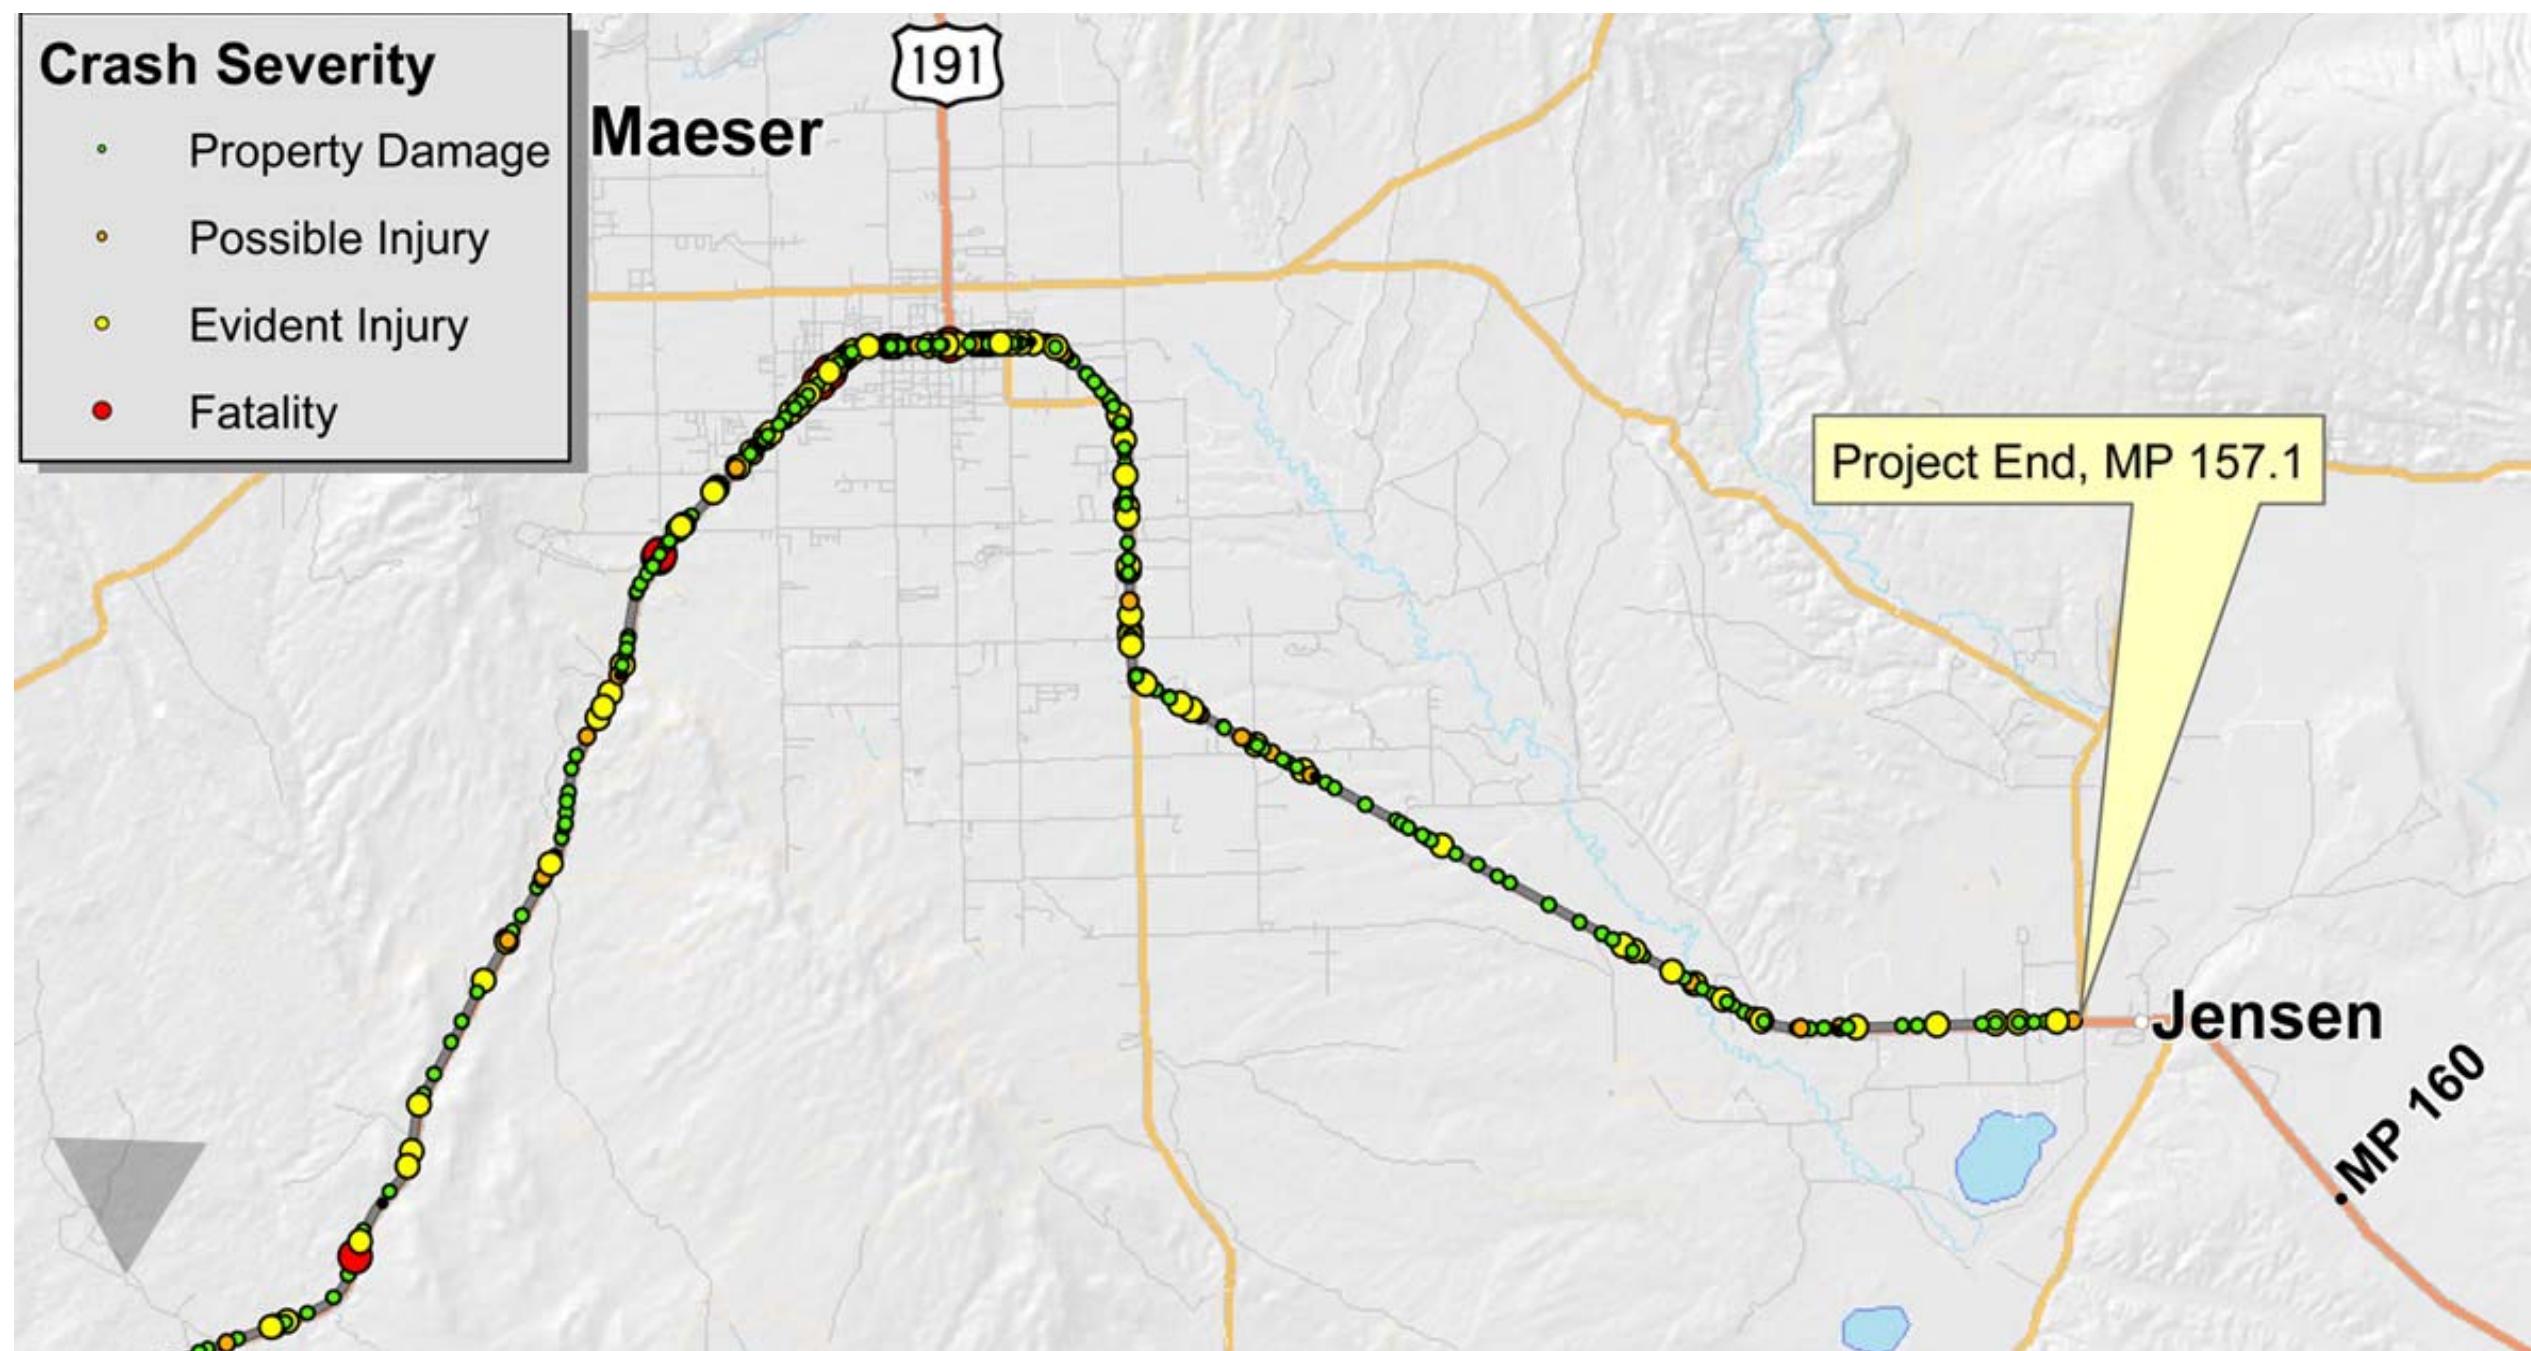 Crash Severity
Property Damage
Possible Injury
Evident Injury
Fatality
191
Maeser
Project End, MP 157.1
Jensen
MP 160